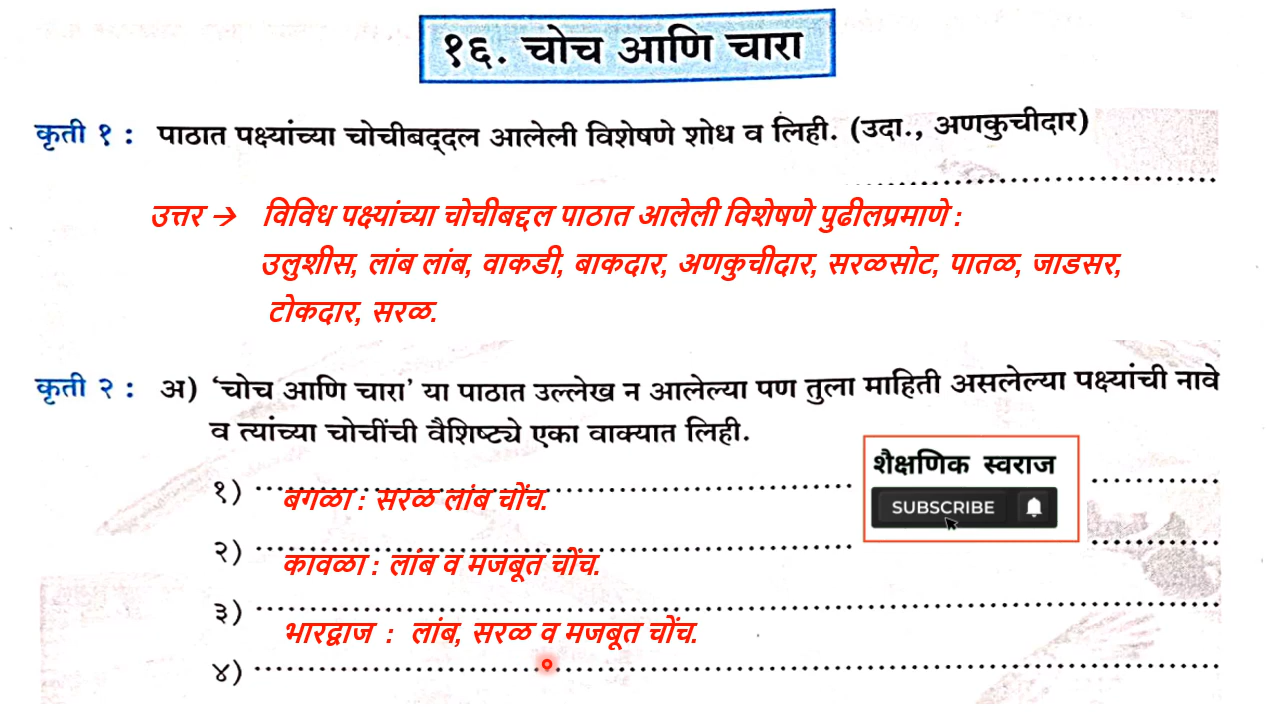 १६. चोच आणि चारा
कृती १ : पाठात पक्ष्यांच्या चोचीबद्दल आलेली विशेषणे शोध व लिही. (उदा., अणकुचीदार)
उत्तर → विविध पक्ष्यांच्या चोचीबद्दल पाठात आलेली विशेषणे पुढीलप्रमाणे :
उलुशीस, लांब लांब, वाकडी, बाकदार, अणकुचीदार, सरळसोट, पातळ, जाडसर,
टोकदार, सरळ.
कृती २ : अ) ‘चोच आणि चारा’ या पाठात उल्लेख न आलेल्या पण तुला माहिती असलेल्या पक्ष्यांची नावे
व त्यांच्या चोचींची वैशिष्ट्ये एका वाक्यात लिही.
शैक्षणिक स्वराज
SUBSCRIBE
१) बगळा : सरळ लांब चोंच.
२) कावळा : लांब व मजबूत चोंच.
३) भारद्वाज : लांब, सरळ व मजबूत चोंच.
४)